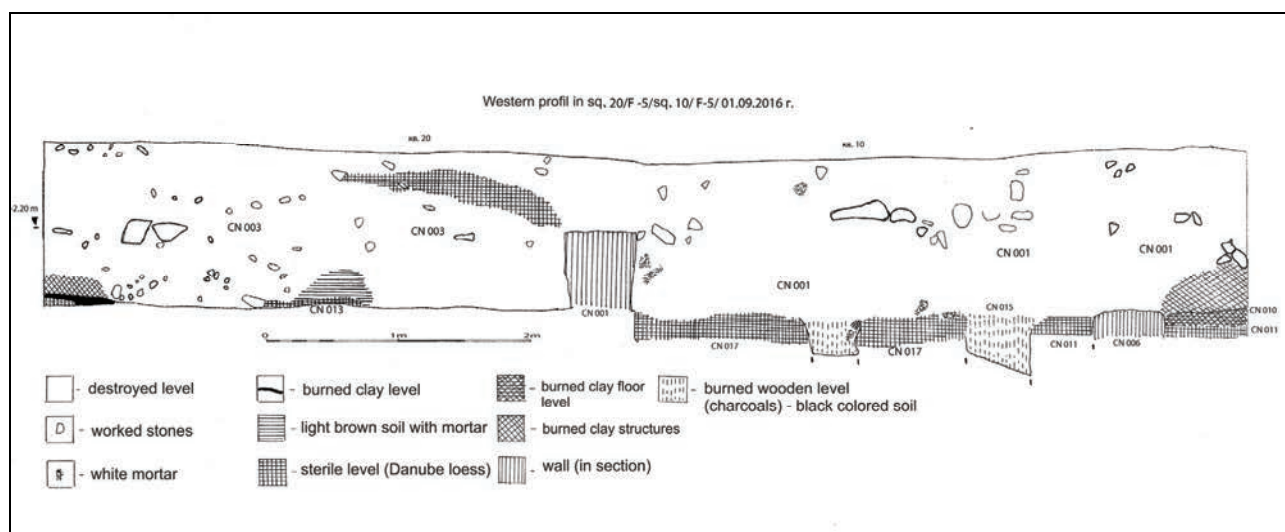 Western profil in sq. 20/F -5/sq. 10/ F-5/ 01.09.2016 г.
кв. 20
кв. 10
-2.20 m
CN 003
CN 003
CN 001
CN 001
CN 001
CN 013
CN 001
CN 015
CN 010
CN 017
CN 017
CN 011
CN 006
CN 011
0 1m 2m
- destroyed level
- burned clay level
- burned clay floor
level
- burned wooden level
(charcoals) - black colored soil
- worked stones
- light brown soil with mortar
- burned clay structures
- white mortar
- sterile level (Danube loess)
- wall (in section)